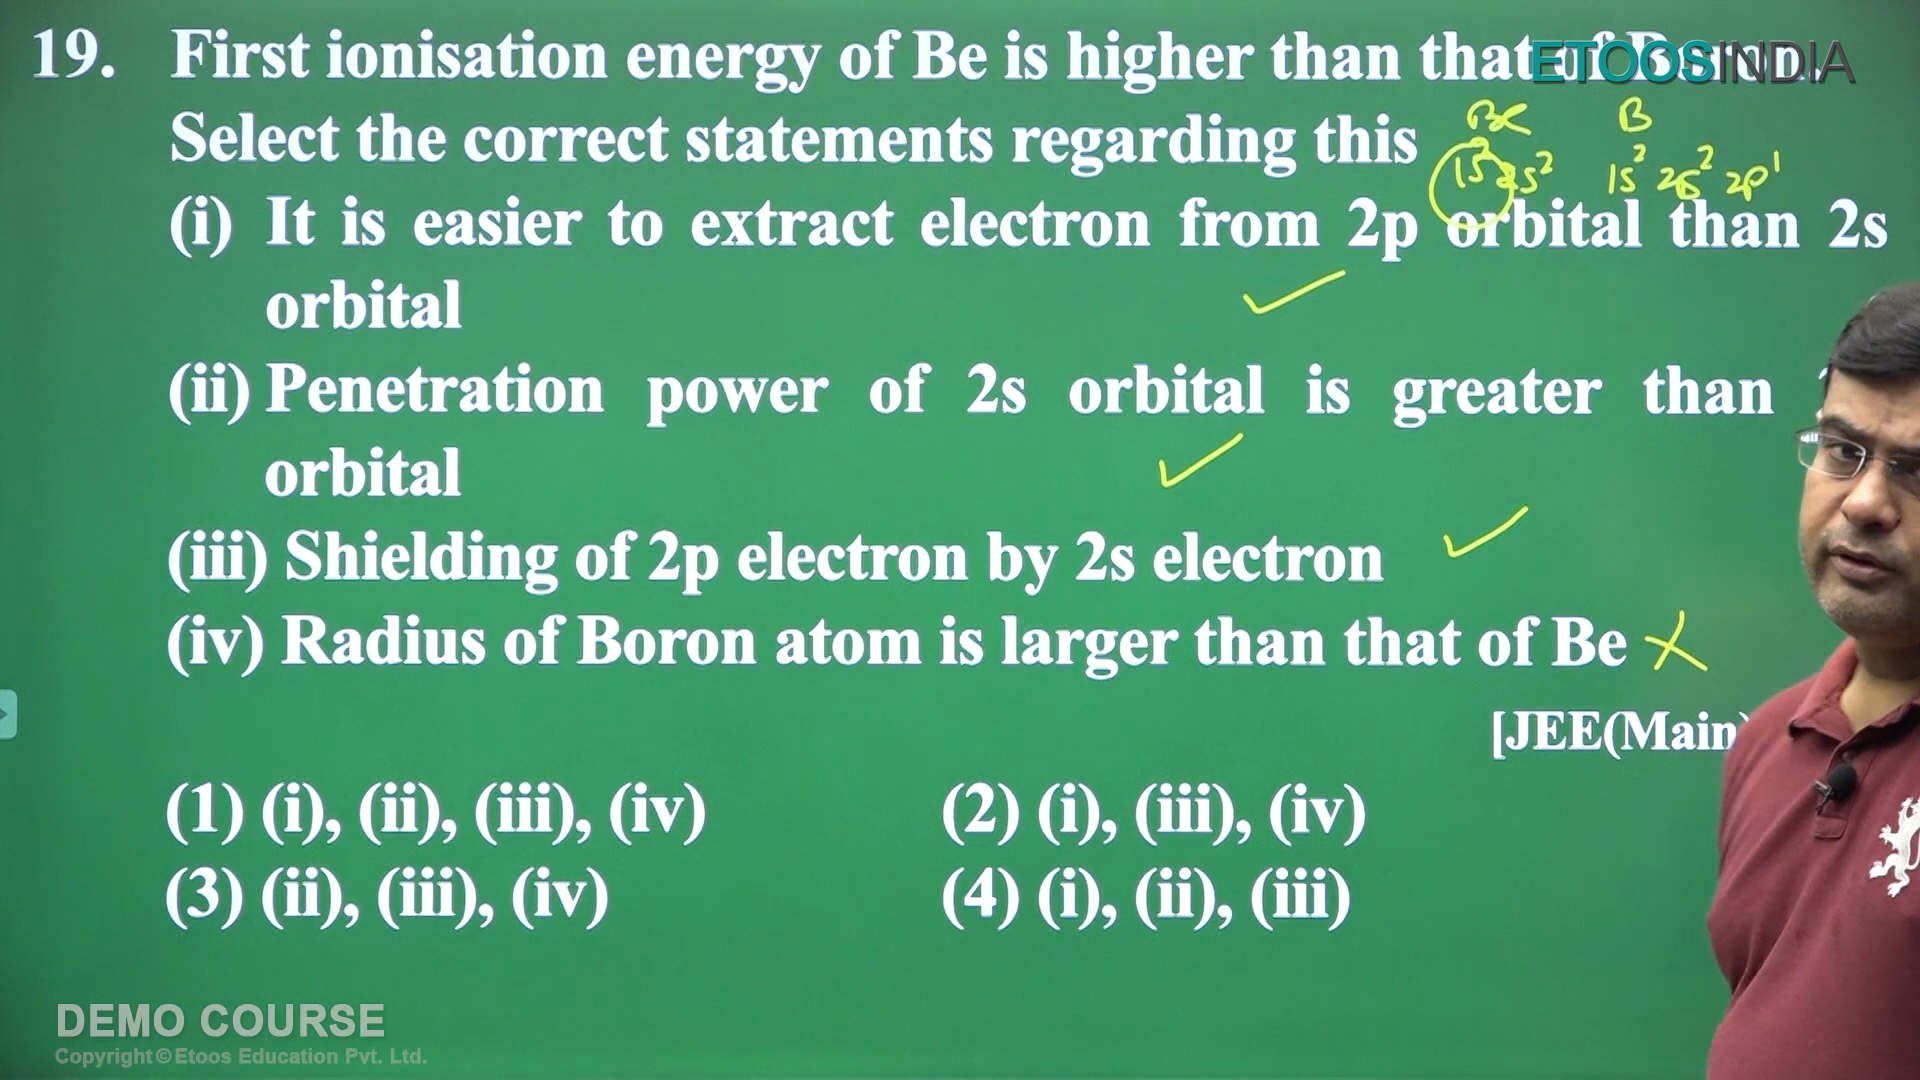 19. First ionisation energy of Be is higher than that of Boron.
ETOOSINDIA
Select the correct statements regarding this
Be B
1s² 2s² 1s² 2s² 2p¹
(i) It is easier to extract electron from 2p orbital than 2s
orbital
(ii) Penetration power of 2s orbital is greater than
orbital
(iii) Shielding of 2p electron by 2s electron
(iv) Radius of Boron atom is larger than that of Be
[JEE(Main)
(1) (i), (ii), (iii), (iv) (2) (i), (iii), (iv)
(3) (ii), (iii), (iv) (4) (i), (ii), (iii)
DEMO COURSE
Copyright © Etoos Education Pvt. Ltd.